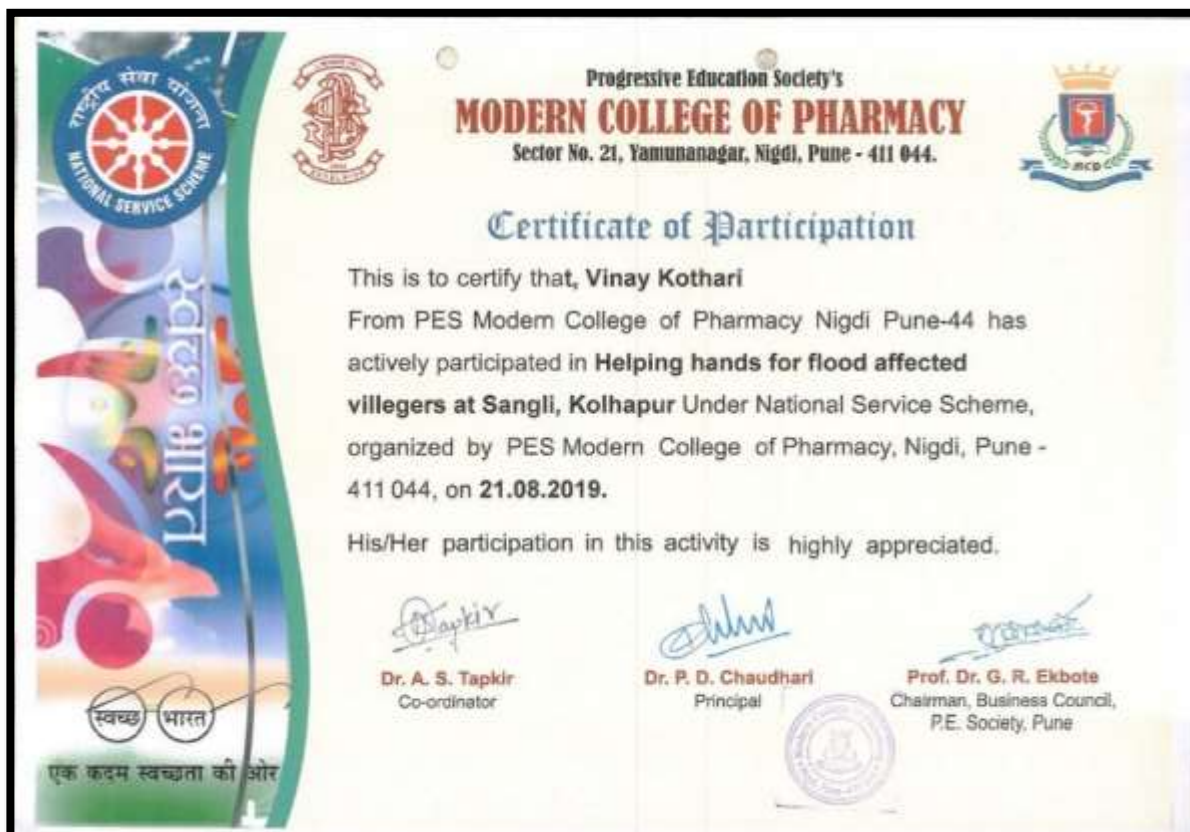 राष्ट्रीय सेवा योजना
NATIONAL SERVICE SCHEME
Progressive Education Society's
MODERN COLLEGE OF PHARMACY
Sector No. 21, Yamunanagar, Nigdi, Pune - 411 044.
MCP
Certificate of Participation
This is to certify that, Vinay Kothari
From PES Modern College of Pharmacy Nigdi Pune-44 has
actively participated in Helping hands for flood affected
villegers at Sangli, Kolhapur Under National Service Scheme,
organized by PES Modern College of Pharmacy, Nigdi, Pune -
411 044, on 21.08.2019.
His/Her participation in this activity is highly appreciated.
स्वच्छ भारत
Tapkir
Dr. A. S. Tapkir
Co-ordinator
Dr. P. D. Chaudhari
Principal
Prof. Dr. G. R. Ekbote
Chairman, Business Council,
P.E. Society, Pune
स्वच्छ भारत
एक कदम स्वच्छता की ओर